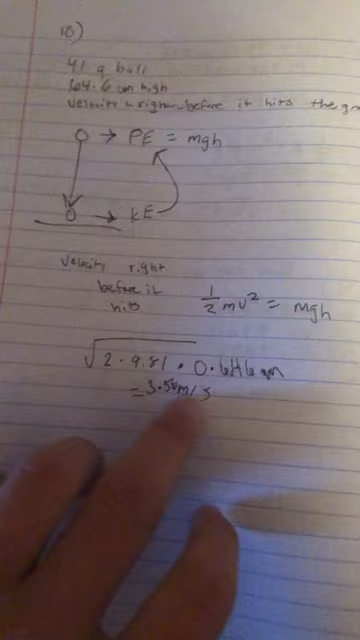 10)
41 g ball
64.6 cm high
Velocity right before it hits the gr
→ PE = mgh
→ KE
Velocity right
before it
hits
1/2 mv² = mgh
√2 · 9.81 · 0.646 m
= 3.56 m/s